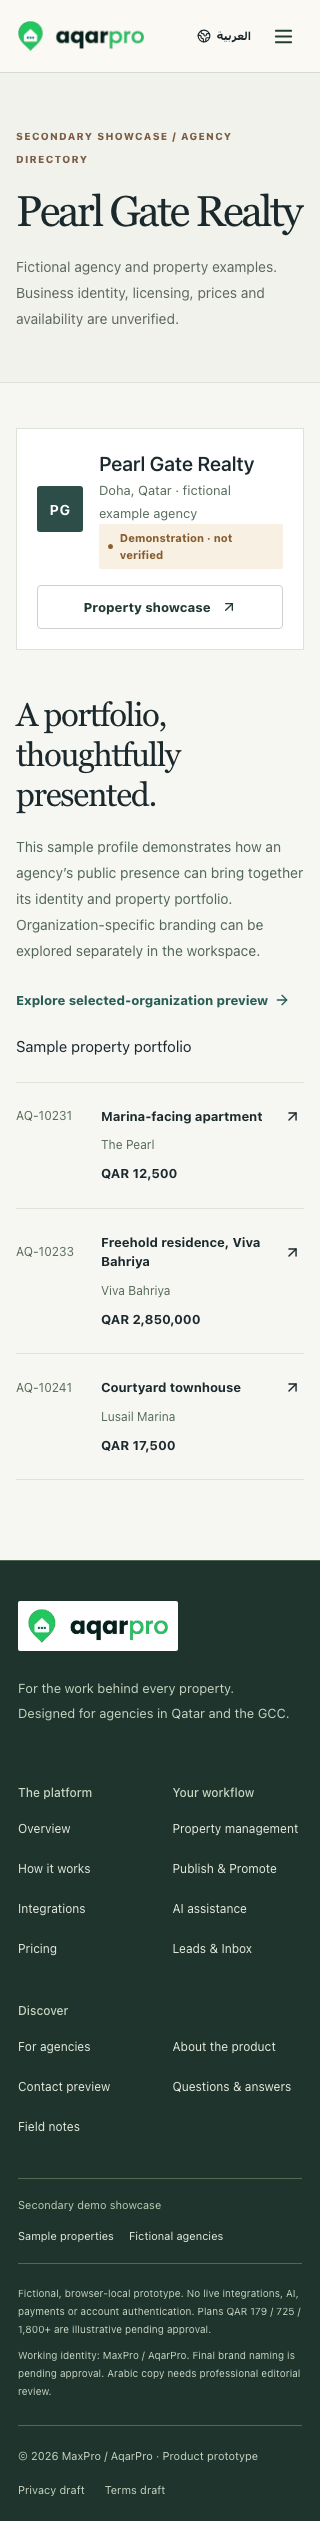 aqarpro
العربية
SECONDARY SHOWCASE / AGENCY
DIRECTORY
Pearl Gate Realty
Fictional agency and property examples.
Business identity, licensing, prices and
availability are unverified.
PG
Pearl Gate Realty
Doha, Qatar · fictional
example agency
Demonstration · not
verified
Property showcase
A portfolio,
thoughtfully
presented.
This sample profile demonstrates how an
agency’s public presence can bring together
its identity and property portfolio.
Organization-specific branding can be
explored separately in the workspace.
Explore selected-organization preview →
Sample property portfolio
AQ-10231
Marina-facing apartment
The Pearl
QAR 12,500
AQ-10233
Freehold residence, Viva
Bahriya
Viva Bahriya
QAR 2,850,000
AQ-10241
Courtyard townhouse
Lusail Marina
QAR 17,500
aqarpro
For the work behind every property.
Designed for agencies in Qatar and the GCC.
The platform
Overview
How it works
Integrations
Pricing
Your workflow
Property management
Publish & Promote
AI assistance
Leads & Inbox
Discover
For agencies
About the product
Contact preview
Questions & answers
Field notes
Secondary demo showcase
Sample properties Fictional agencies
Fictional, browser-local prototype. No live integrations, AI,
payments or account authentication. Plans QAR 179 / 725 /
1,800+ are illustrative pending approval.
Working identity: MaxPro / AqarPro. Final brand naming is
pending approval. Arabic copy needs professional editorial
review.
© 2026 MaxPro / AqarPro · Product prototype
Privacy draft Terms draft